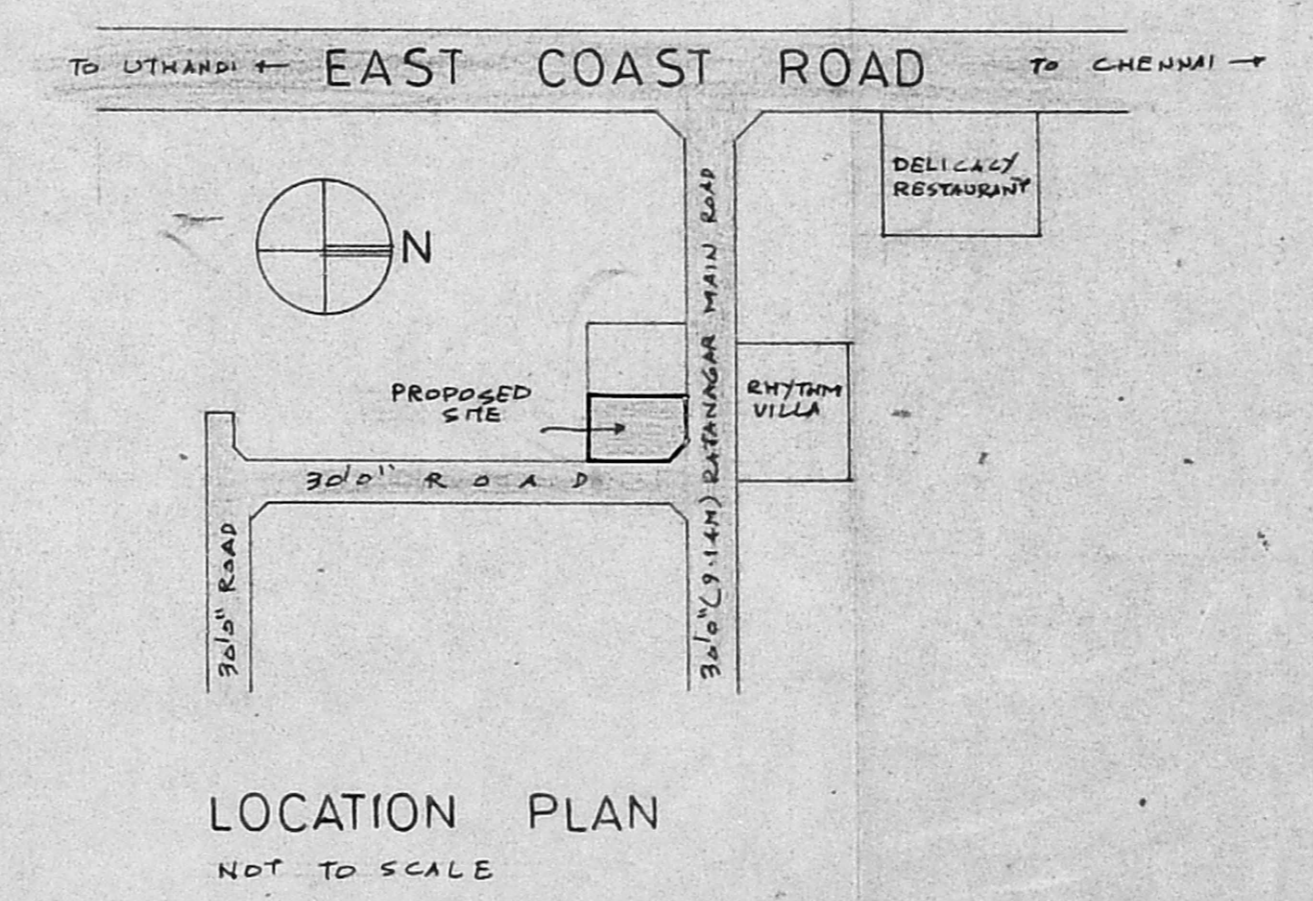 TO UTHANDI ← EAST COAST ROAD TO CHENNAI →
DELICACY
RESTAURANT
N
30'0" (9.14M) RATANAGAR MAIN ROAD
PROPOSED
SITE
RHYTHM
VILLA
30'0" ROAD
30'0" ROAD
LOCATION PLAN
NOT TO SCALE